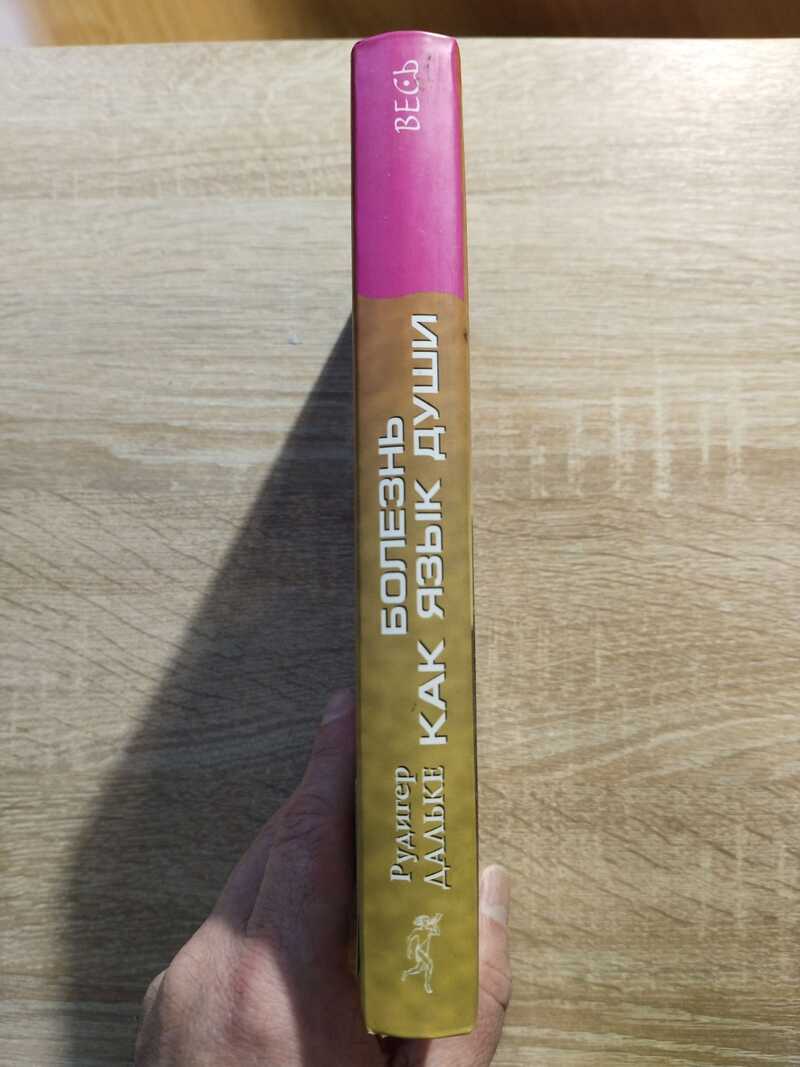 Рудигер
ДАЛЬКЕ
БОЛЕЗНЬ
КАК ЯЗЫК ДУШИ
ВЕСЬ